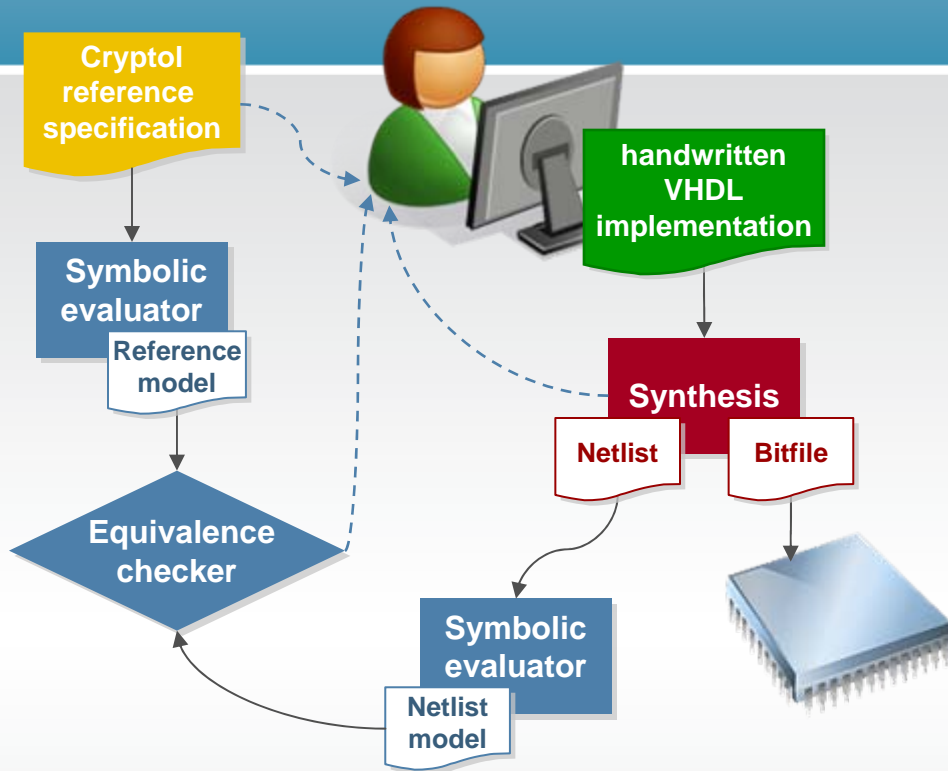 Cryptol
reference
specification
handwritten
VHDL
implementation
Symbolic
evaluator
Reference
model
Synthesis
Netlist
Bitfile
Equivalence
checker
Symbolic
evaluator
Netlist
model